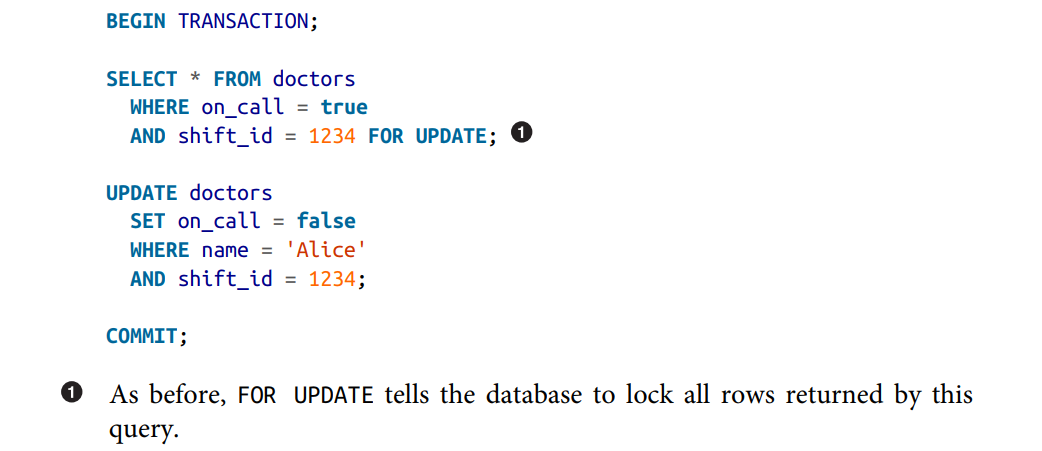 BEGIN TRANSACTION;
SELECT * FROM doctors
WHERE on_call = true
AND shift_id = 1234 FOR UPDATE; ❶
UPDATE doctors
SET on_call = false
WHERE name = 'Alice'
AND shift_id = 1234;
COMMIT;
❶ As before, FOR UPDATE tells the database to lock all rows returned by this
query.